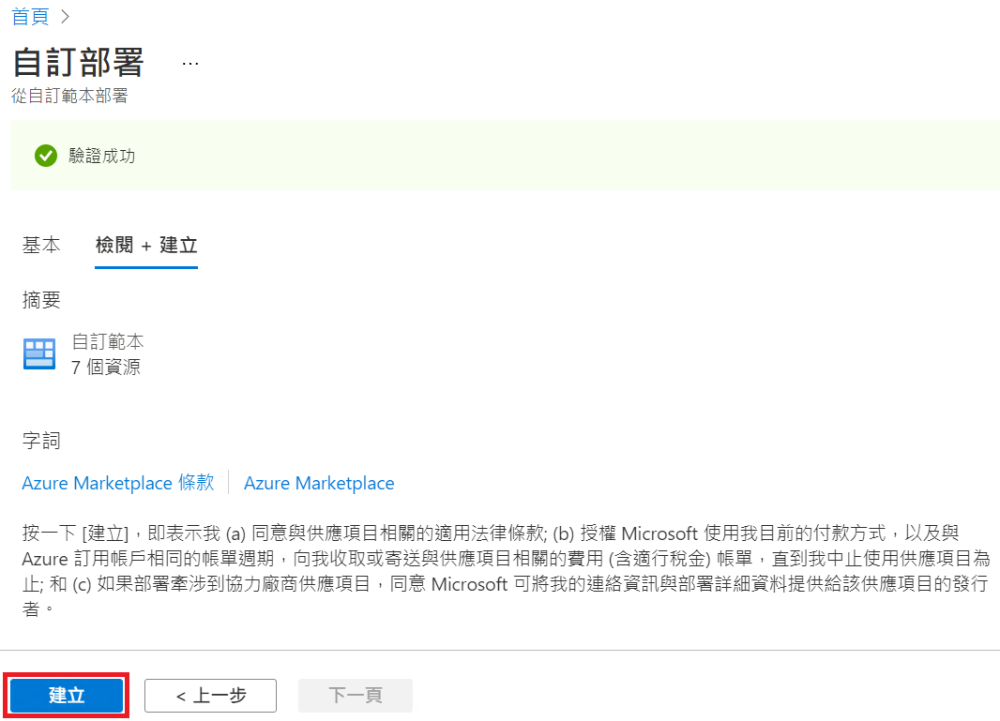 首頁 >
自訂部署 ...
從自訂範本部署
驗證成功
基本 檢閱 + 建立
摘要
自訂範本
7 個資源
字詞
Azure Marketplace 條款 Azure Marketplace
按一下 [建立]，即表示我 (a) 同意與供應項目相關的適用法律條款; (b) 授權 Microsoft 使用我目前的付款方式，以及與
Azure 訂用帳戶相同的帳單週期，向我收取或寄送與供應項目相關的費用 (含適行稅金) 帳單，直到我中止使用供應項目為
止; 和 (c) 如果部署牽涉到協力廠商供應項目，同意 Microsoft 可將我的連絡資訊與部署詳細資料提供給該供應項目的發行
者。
建立 < 上一步 下一頁